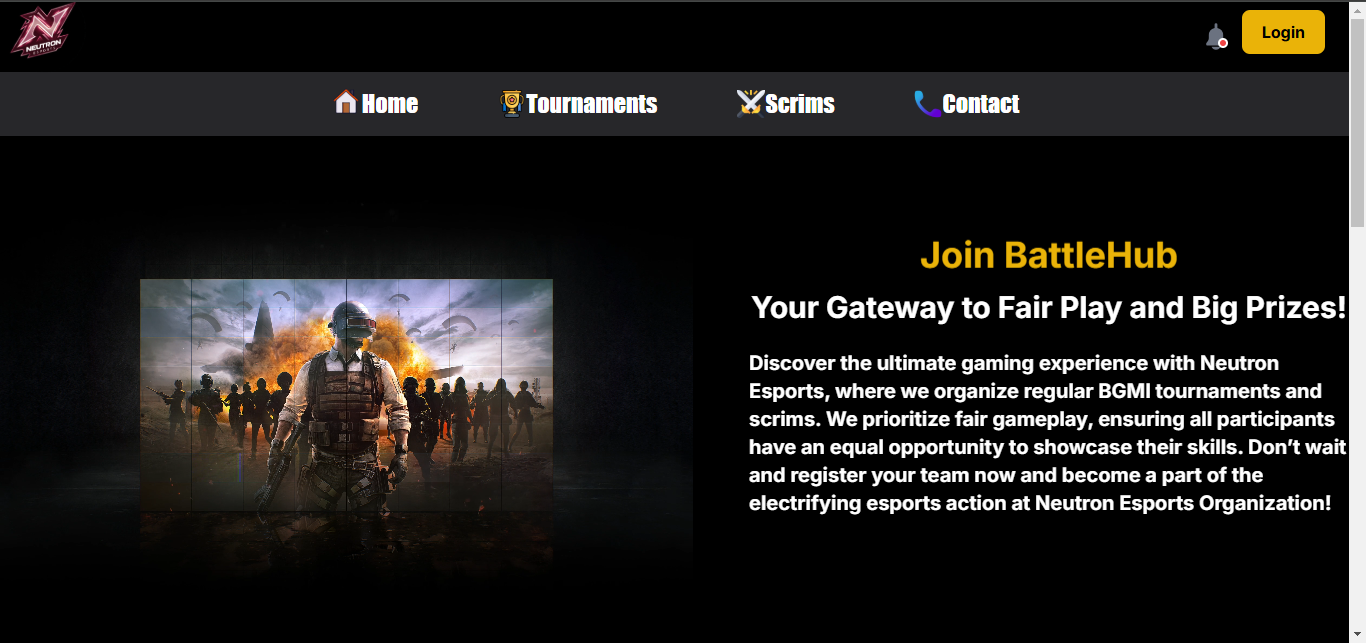 NEUTRON
ESPORTS
Login
Home
Tournaments
Scrims
Contact
Join BattleHub
Your Gateway to Fair Play and Big Prizes!
Discover the ultimate gaming experience with Neutron
Esports, where we organize regular BGMI tournaments and
scrims. We prioritize fair gameplay, ensuring all participants
have an equal opportunity to showcase their skills. Don’t wait
and register your team now and become a part of the
electrifying esports action at Neutron Esports Organization!